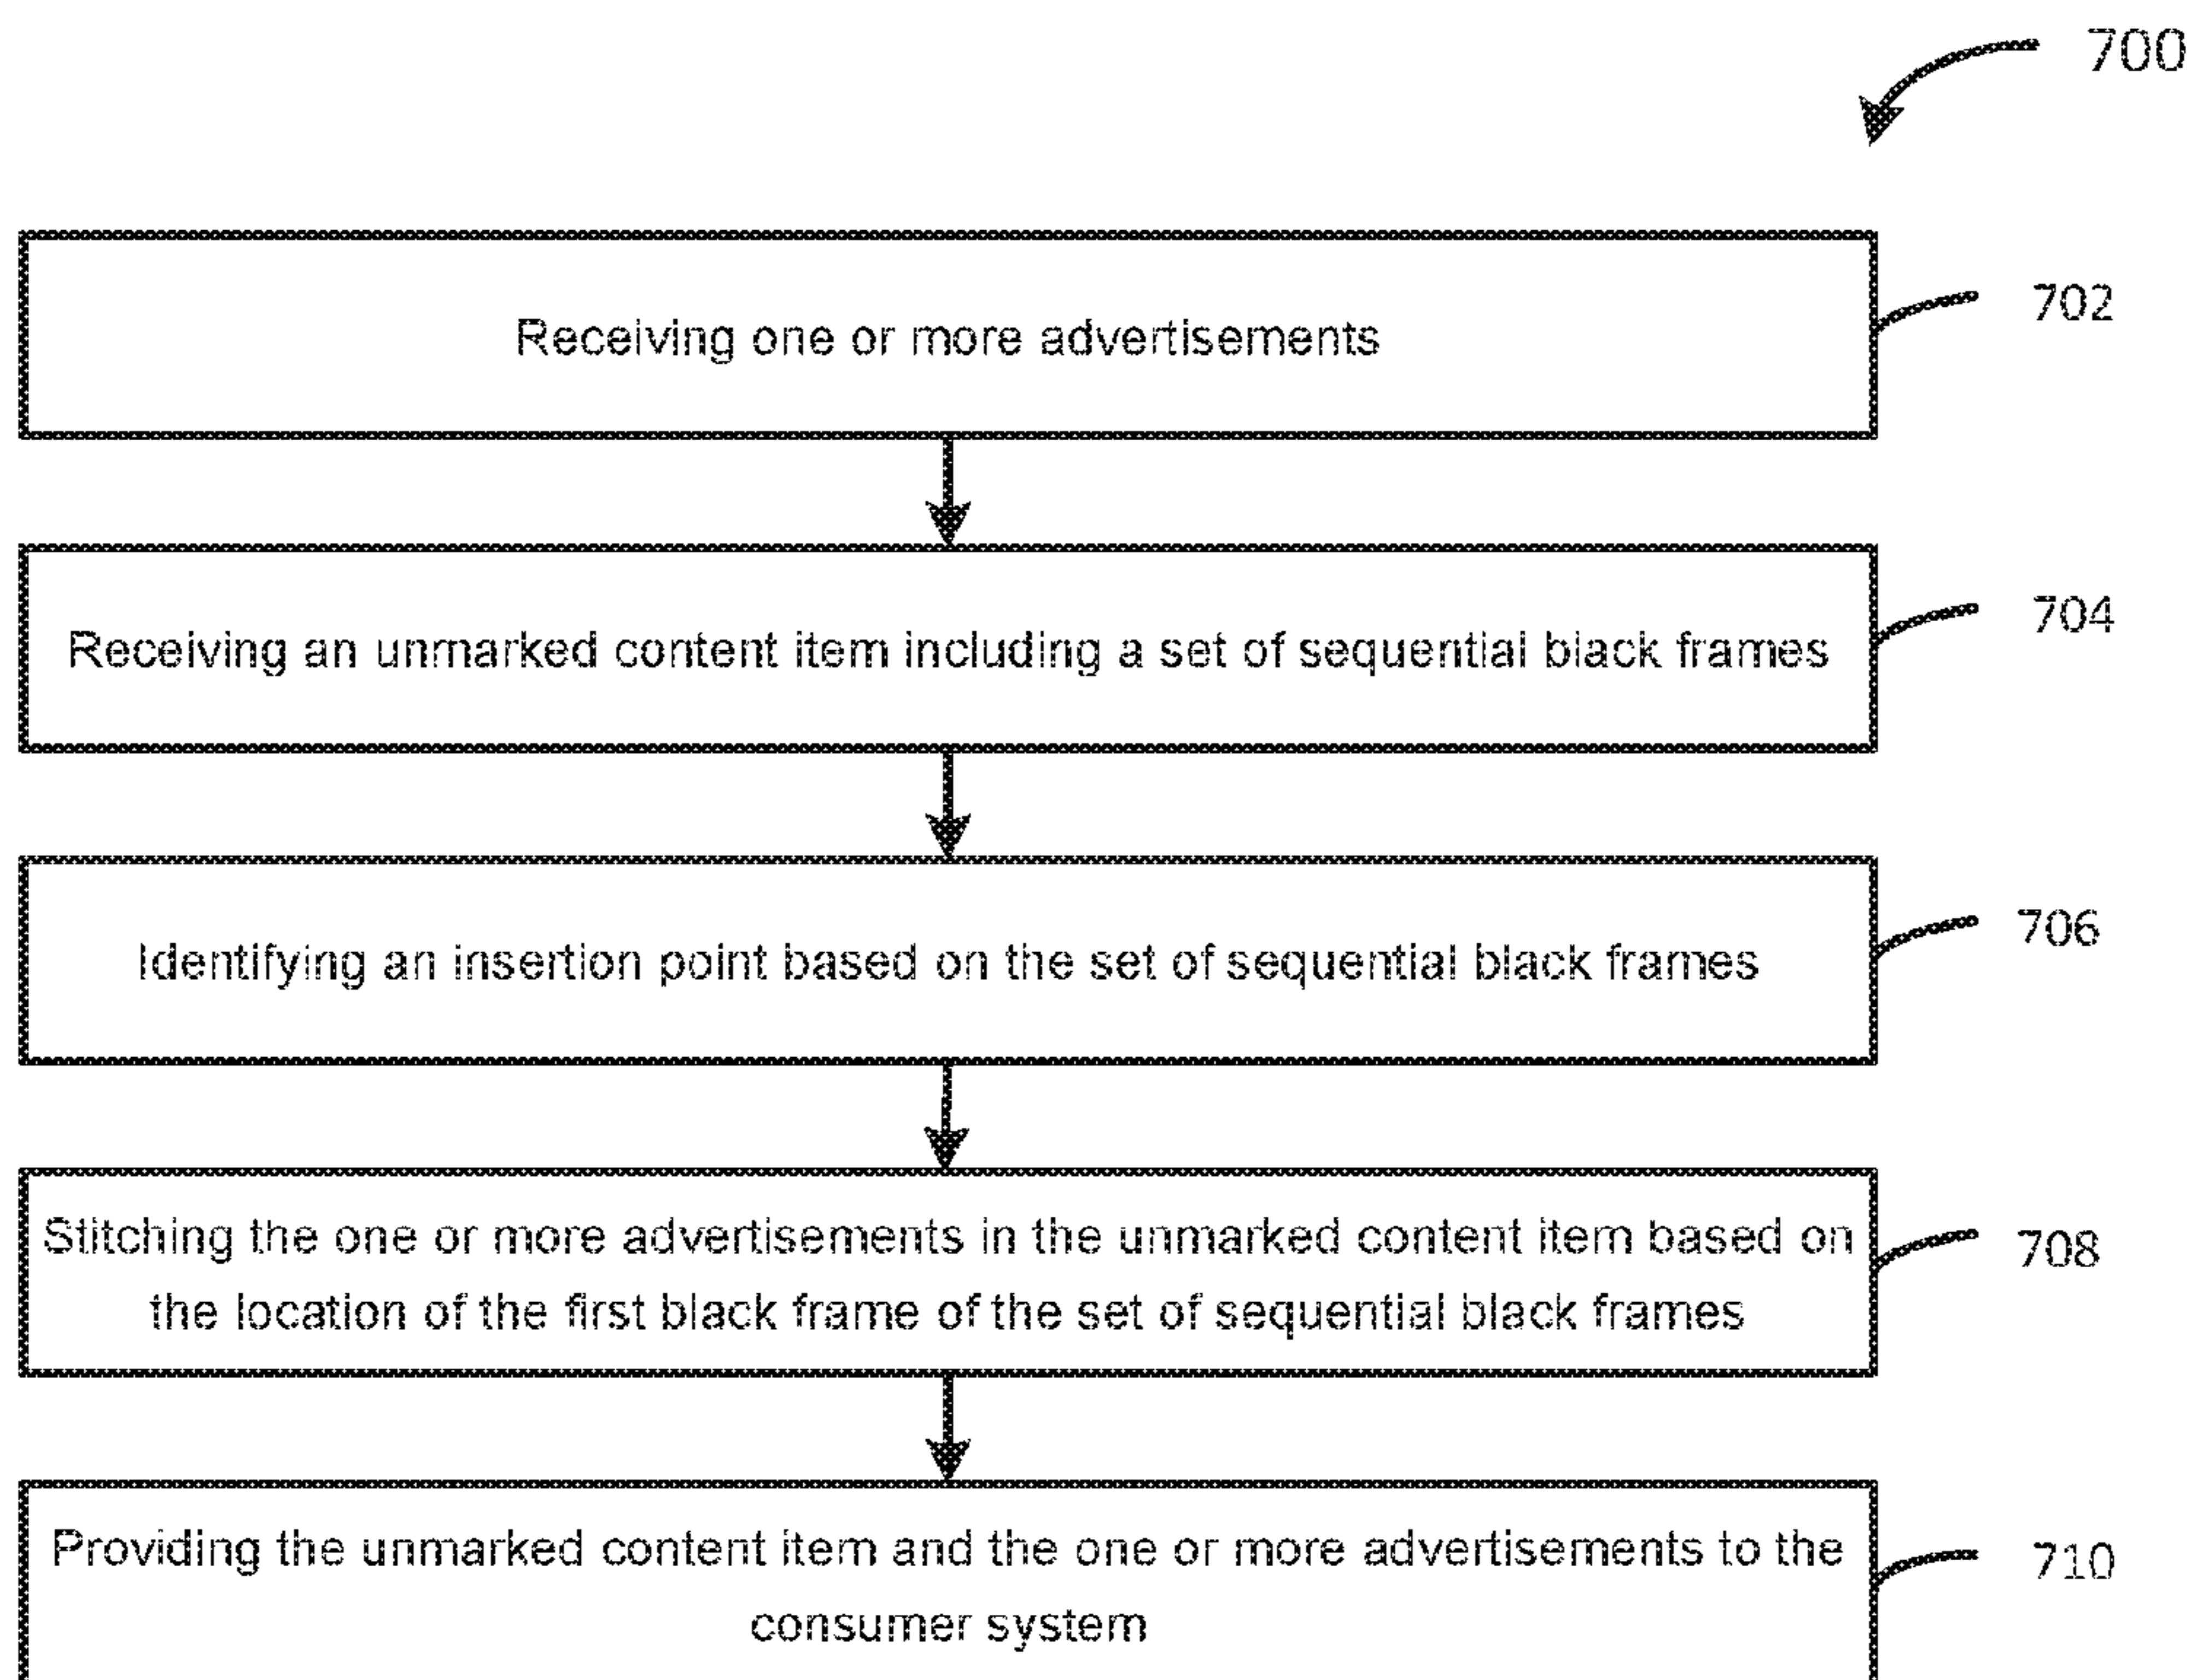 700
Receiving one or more advertisements
702
Receiving an unmarked content item including a set of sequential black frames
704
Identifying an insertion point based on the set of sequential black frames
706
Stitching the one or more advertisements in the unmarked content item based on
the location of the first black frame of the set of sequential black frames
708
Providing the unmarked content item and the one or more advertisements to the
consumer system
710